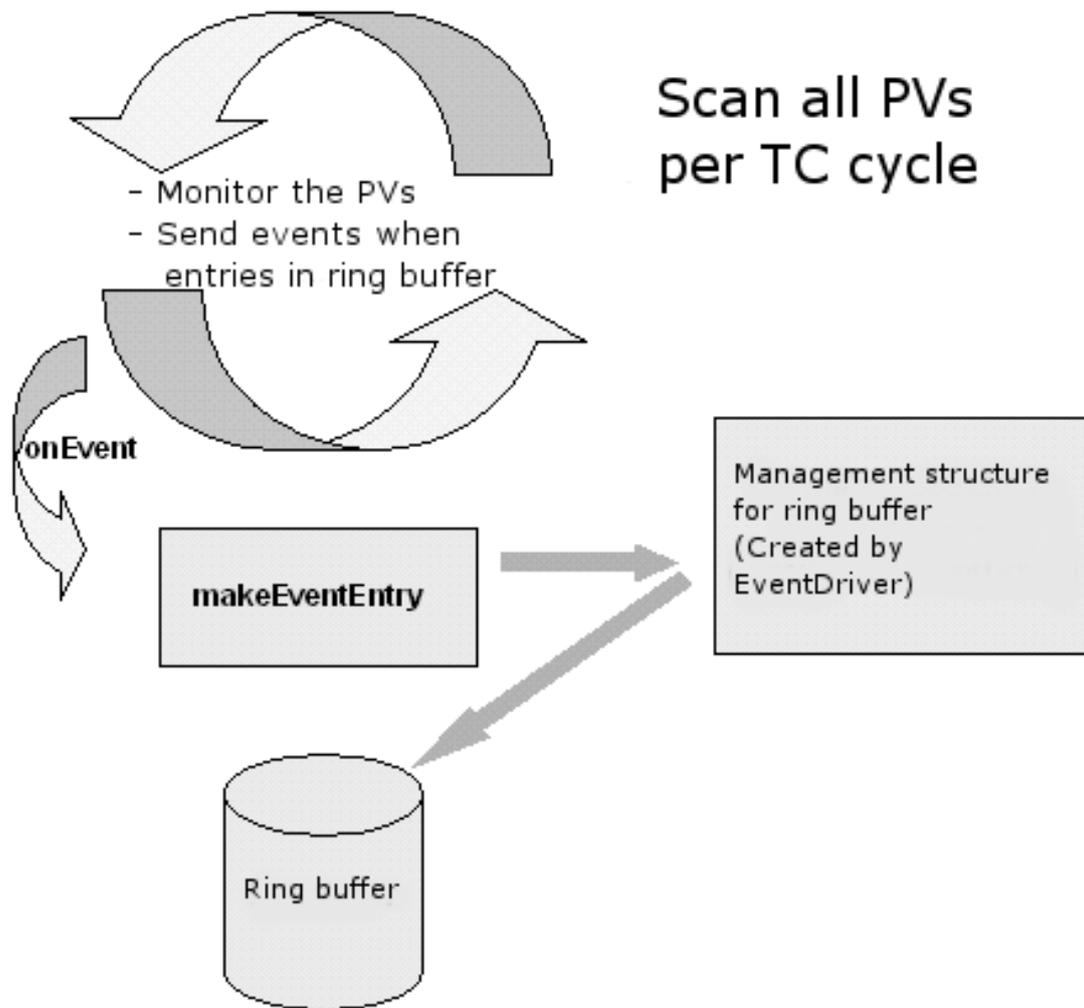 Scan all PVs
per TC cycle
- Monitor the PVs
- Send events when
entries in ring buffer
onEvent
Management structure
for ring buffer
(Created by
EventDriver)
makeEventEntry
Ring buffer